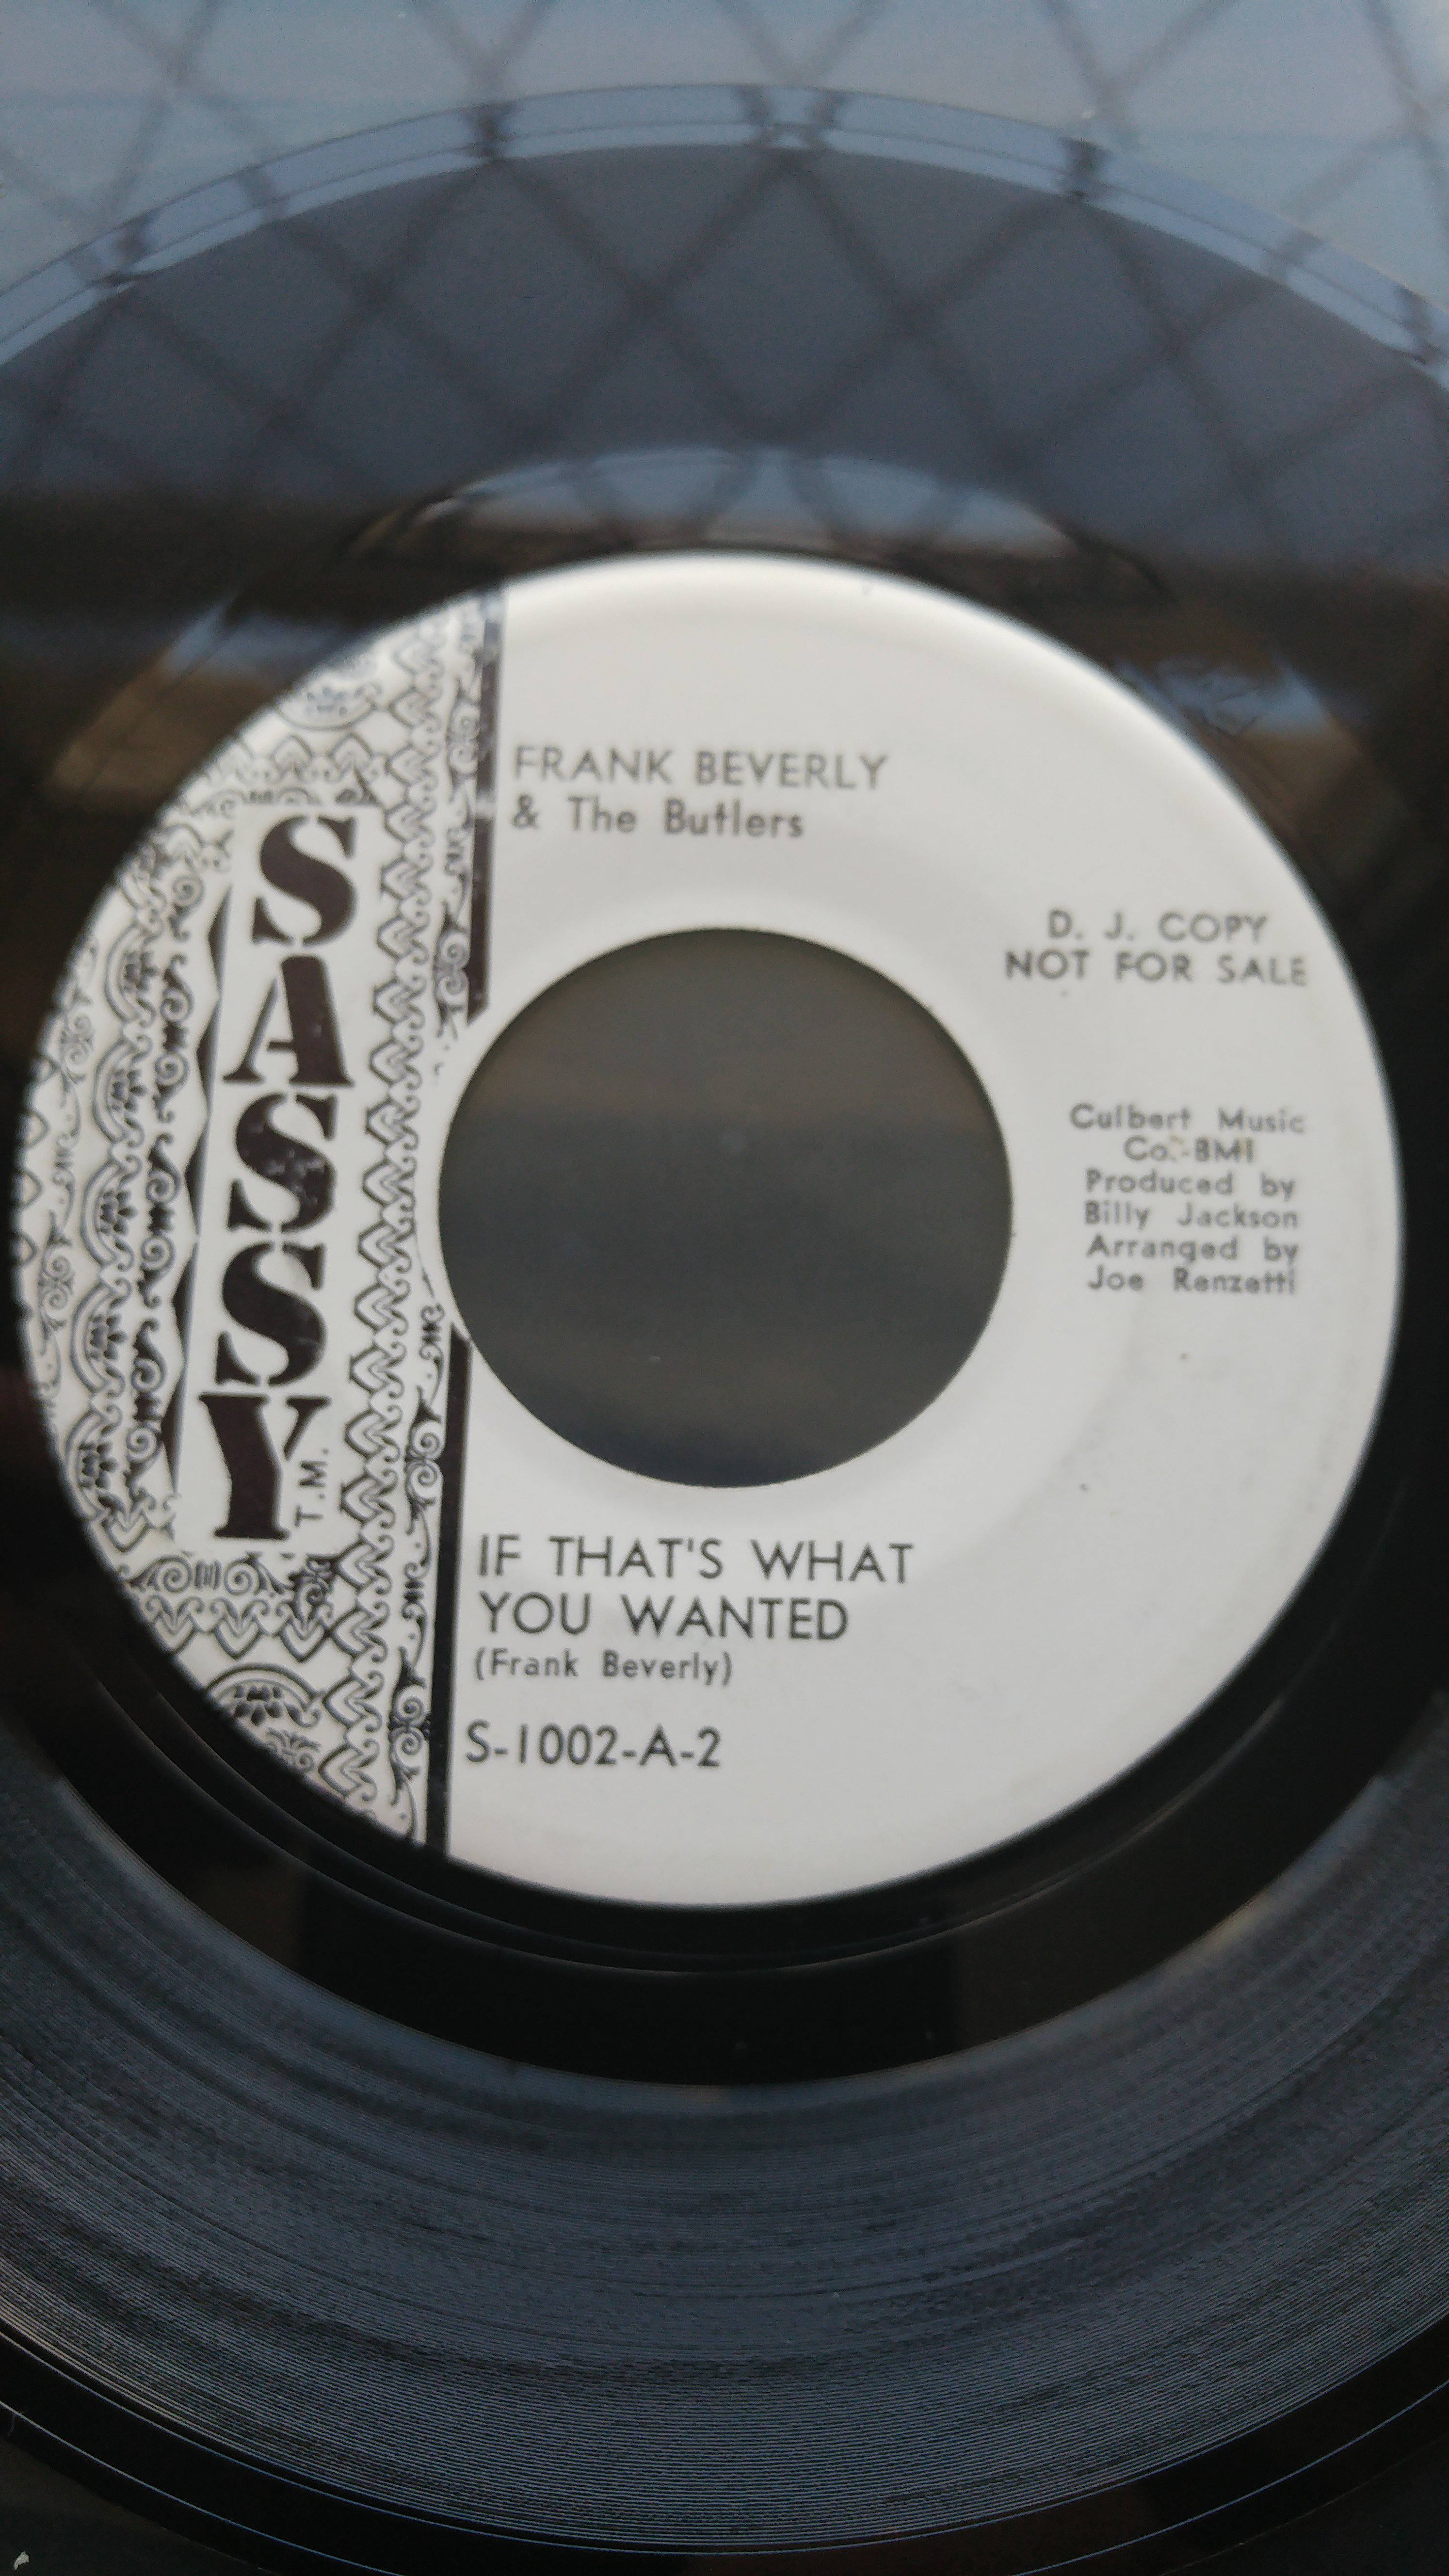 FRANK BEVERLY
& The Butlers
D. J. COPY
NOT FOR SALE
Culbert Music
Co.-BMI
Produced by
Billy Jackson
Arranged by
Joe Renzetti
SASSY
T.M.
IF THAT'S WHAT
YOU WANTED
(Frank Beverly)
S-1002-A-2